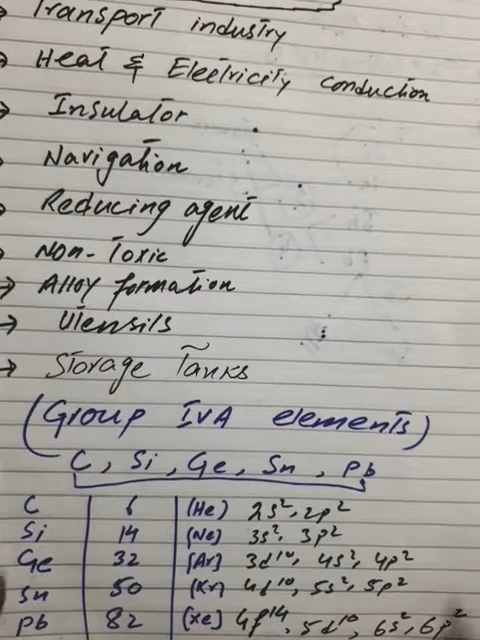 → Transport industry
→ Heat & Electricity conduction
→ Insulator
→ Navigation
→ Reducing agent
→ Non-Toxic
→ Alloy formation
→ Utensils
→ Storage Tanks
(Group IVA elements)
C, Si, Ge, Sn, Pb
C 6 (He) 2s², 2p²
Si 14 (Ne) 3s², 3p²
Ge 32 [Ar] 3d¹⁰, 4s², 4p²
Sn 50 (Kr) 4d¹⁰, 5s², 5p²
Pb 82 (Xe) 4f¹⁴, 5d¹⁰, 6s², 6p²